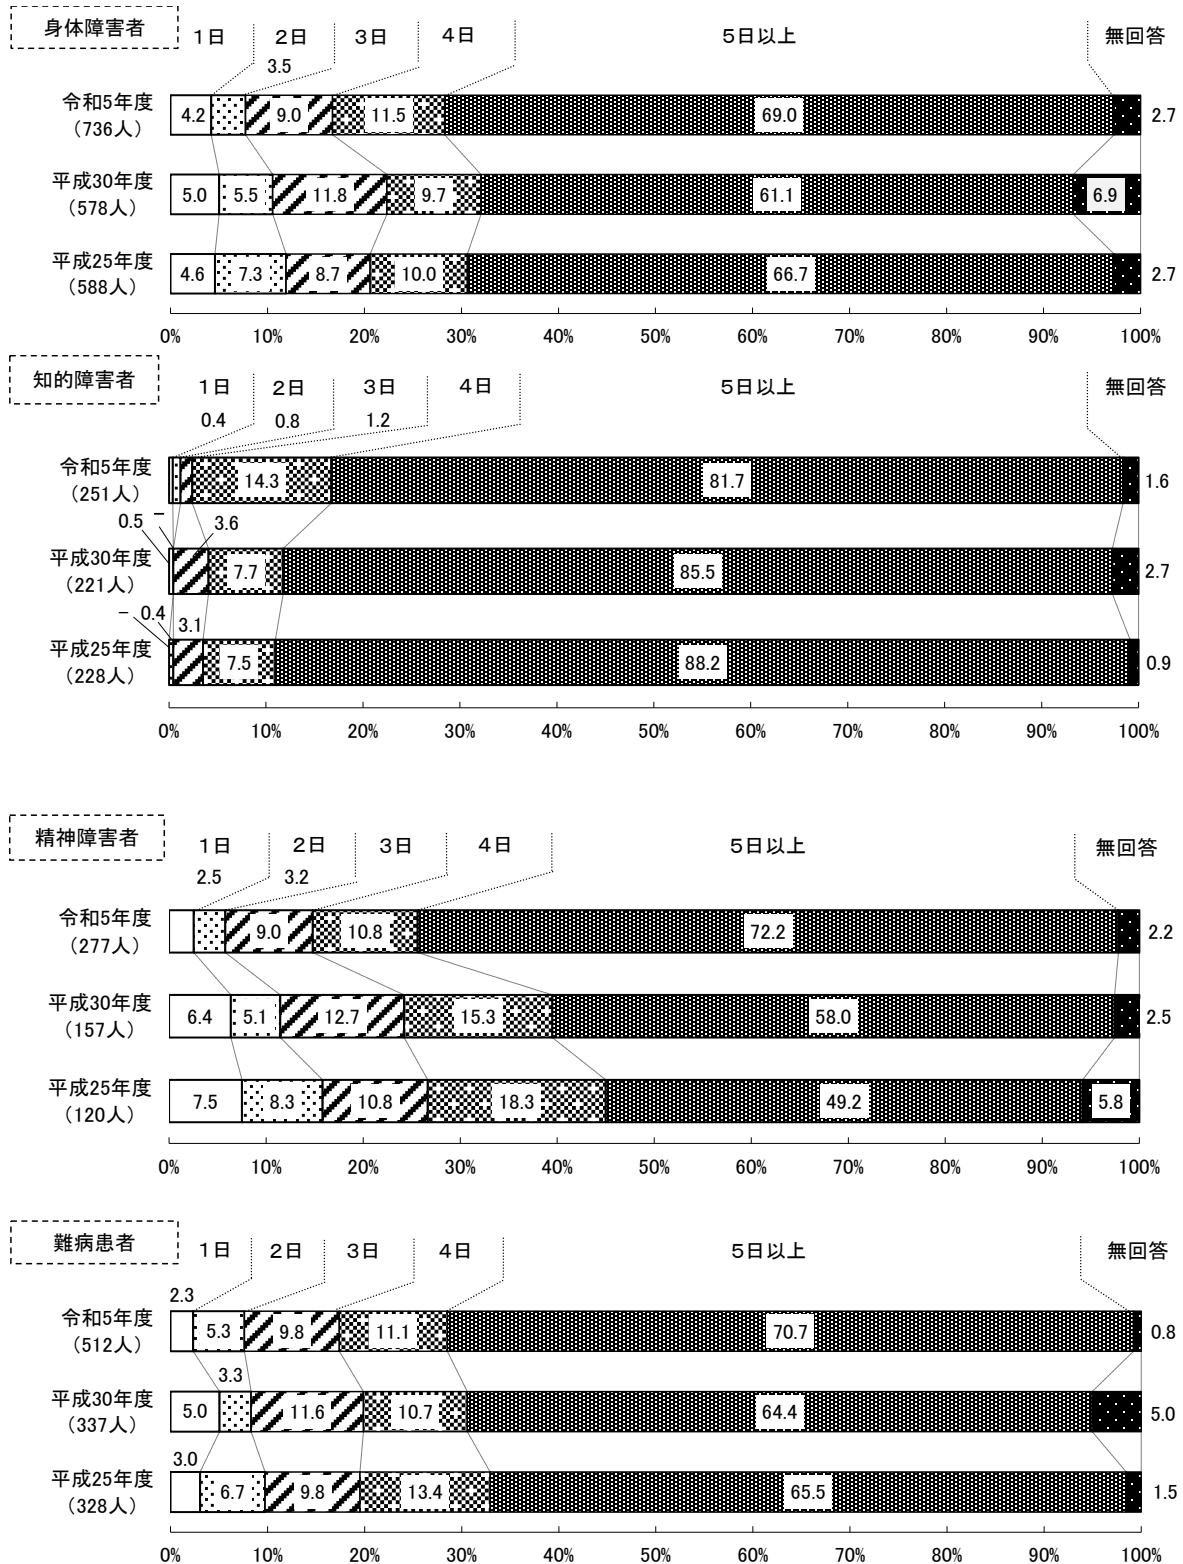 身体障害者
1日 2日 3日 4日 5日以上 無回答
3.5
令和5年度
（736人）
4.2 9.0 11.5 69.0 2.7
平成30年度
（578人）
5.0 5.5 11.8 9.7 61.1 6.9
平成25年度
（588人）
4.6 7.3 8.7 10.0 66.7 2.7
0% 10% 20% 30% 40% 50% 60% 70% 80% 90% 100%
知的障害者
1日 2日 3日 4日 5日以上 無回答
0.4 0.8 1.2
令和5年度
（251人）
14.3 81.7 1.6
0.5 － 3.6
平成30年度
（221人）
7.7 85.5 2.7
－ 0.4 3.1
平成25年度
（228人）
7.5 88.2 0.9
0% 10% 20% 30% 40% 50% 60% 70% 80% 90% 100%
精神障害者
1日 2日 3日 4日 5日以上 無回答
2.5 3.2
令和5年度
（277人）
9.0 10.8 72.2 2.2
平成30年度
（157人）
6.4 5.1 12.7 15.3 58.0 2.5
平成25年度
（120人）
7.5 8.3 10.8 18.3 49.2 5.8
0% 10% 20% 30% 40% 50% 60% 70% 80% 90% 100%
難病患者
1日 2日 3日 4日 5日以上 無回答
2.3
令和5年度
（512人）
5.3 9.8 11.1 70.7 0.8
3.3
平成30年度
（337人）
5.0 11.6 10.7 64.4 5.0
3.0
平成25年度
（328人）
6.7 9.8 13.4 65.5 1.5
0% 10% 20% 30% 40% 50% 60% 70% 80% 90% 100%